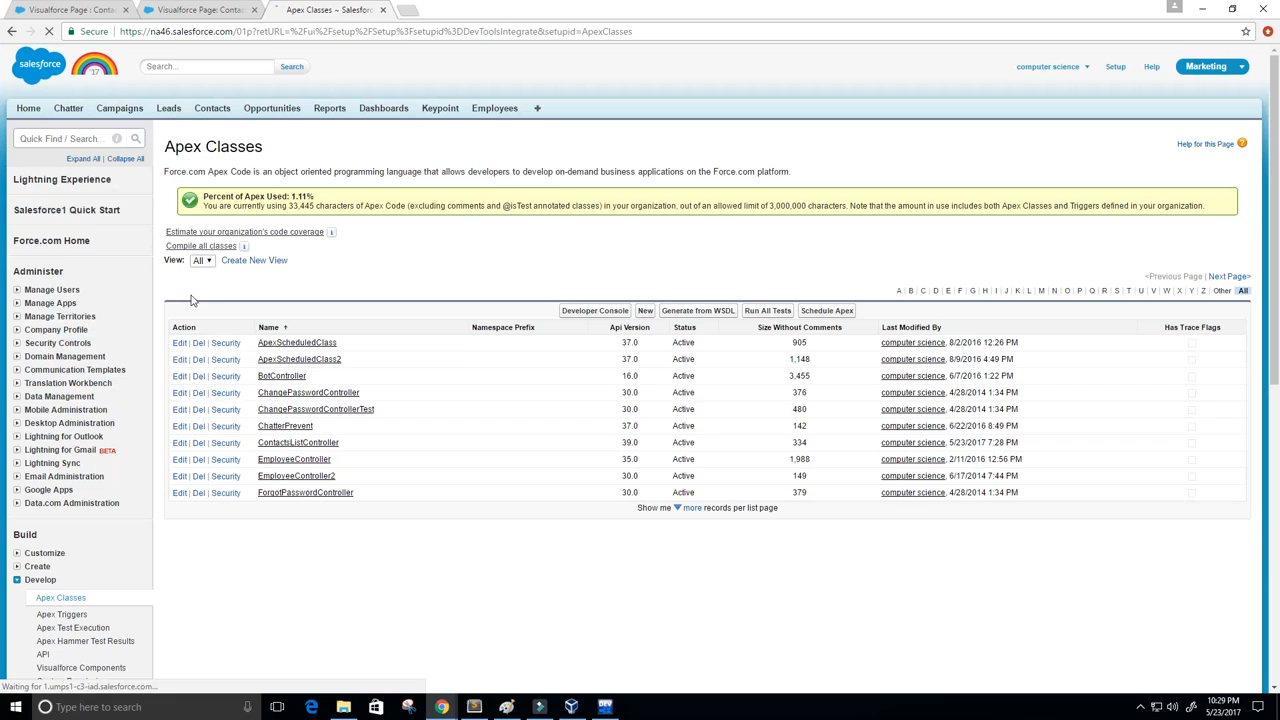 Visualforce Page : Contac
Visualforce Page: Contac
Apex Classes ~ Salesforc
Secure
https://na46.salesforce.com/01p?retURL=%2Fui%2Fsetup%2FSetup%3Fsetupid%3DDevToolsIntegrate&setupid=ApexClasses
salesforce
'17
Search...
Search
computer science
Setup
Help
Marketing
Home
Chatter
Campaigns
Leads
Contacts
Opportunities
Reports
Dashboards
Keypoint
Employees
+
Quick Find / Search...
Expand All | Collapse All
Lightning Experience
Salesforce1 Quick Start
Force.com Home
Administer
Manage Users
Manage Apps
Manage Territories
Company Profile
Security Controls
Domain Management
Communication Templates
Translation Workbench
Data Management
Mobile Administration
Desktop Administration
Lightning for Outlook
Lightning for Gmail BETA
Lightning Sync
Email Administration
Google Apps
Data.com Administration
Build
Customize
Create
Develop
Apex Classes
Apex Triggers
Apex Test Execution
Apex Hammer Test Results
API
Visualforce Components
Apex Classes
Help for this Page ?
Force.com Apex Code is an object oriented programming language that allows developers to develop on-demand business applications on the Force.com platform.
Percent of Apex Used: 1.11%
You are currently using 33,445 characters of Apex Code (excluding comments and @isTest annotated classes) in your organization, out of an allowed limit of 3,000,000 characters. Note that the amount in use includes both Apex Classes and Triggers defined in your organization.
Estimate your organization's code coverage i
Compile all classes i
View: All Create New View
<Previous Page | Next Page>
A | B | C | D | E | F | G | H | I | J | K | L | M | N | O | P | Q | R | S | T | U | V | W | X | Y | Z | Other All
Developer Console New Generate from WSDL Run All Tests Schedule Apex
Action Name Namespace Prefix Api Version Status Size Without Comments Last Modified By Has Trace Flags
Edit | Del | Security ApexScheduledClass 37.0 Active 905 computer science, 8/2/2016 12:26 PM
Edit | Del | Security ApexScheduledClass2 37.0 Active 1,148 computer science, 8/9/2016 4:49 PM
Edit | Del | Security BotController 16.0 Active 3,455 computer science, 6/7/2016 1:22 PM
Edit | Del | Security ChangePasswordController 30.0 Active 376 computer science, 4/28/2014 1:34 PM
Edit | Del | Security ChangePasswordControllerTest 30.0 Active 480 computer science, 4/28/2014 1:34 PM
Edit | Del | Security ChatterPrevent 37.0 Active 142 computer science, 6/22/2016 8:49 PM
Edit | Del | Security ContactsListController 39.0 Active 334 computer science, 5/23/2017 7:28 PM
Edit | Del | Security EmployeeController 35.0 Active 1,988 computer science, 2/11/2016 12:56 PM
Edit | Del | Security EmployeeController2 30.0 Active 149 computer science, 6/17/2014 7:44 PM
Edit | Del | Security ForgotPasswordController 30.0 Active 379 computer science, 4/28/2014 1:34 PM
Show me more records per list page
Waiting for 1.umps1-c3-iad.salesforce.com...
Type here to search
DEV
10:29 PM
5/23/2017